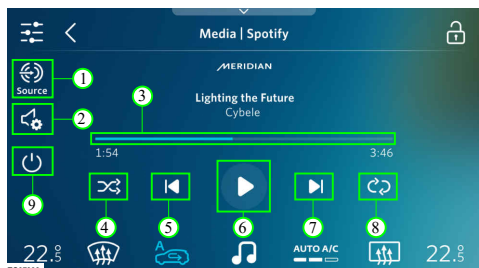 Media | Spotify
MERIDIAN
1
Source
3
Lighting the Future
Cybele
2
1:54
3:46
9
4
5
6
7
8
A
22.5°
AUTO A/C
22.5°